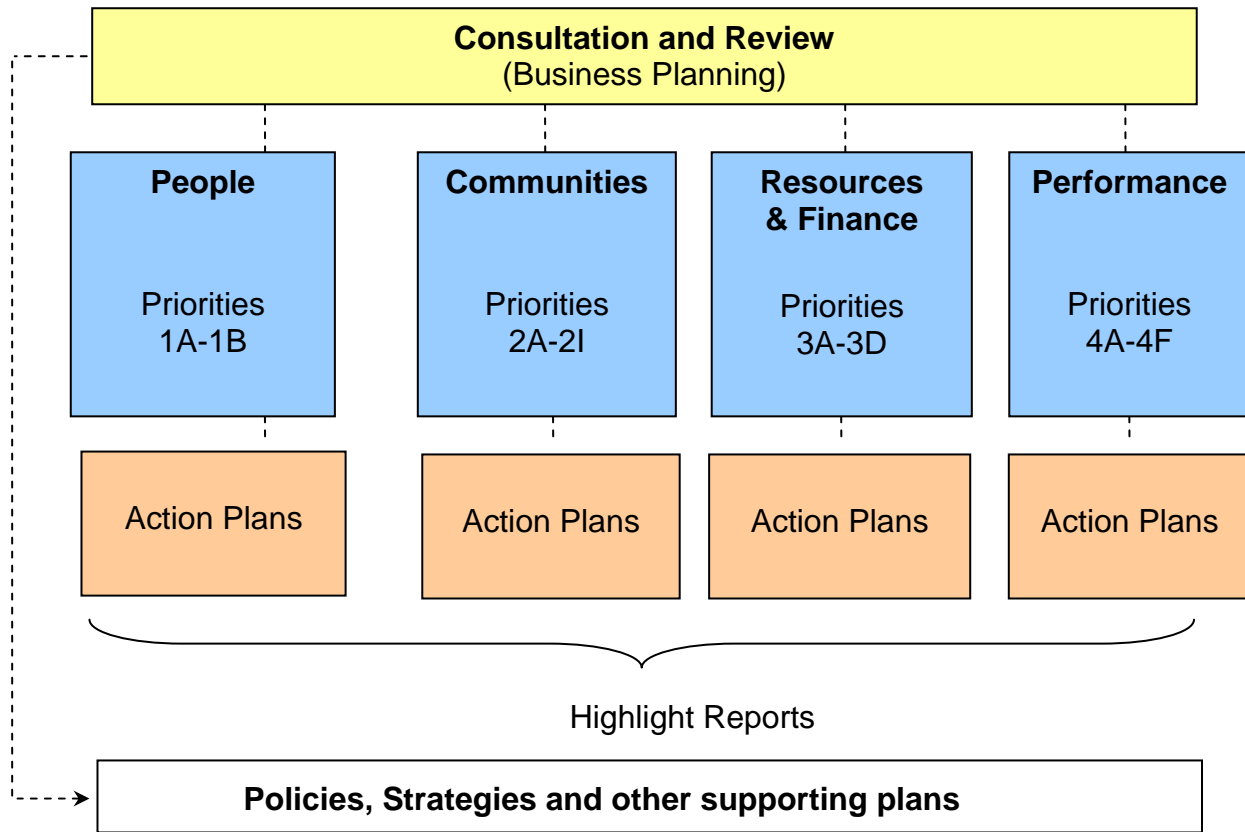 Consultation and Review
(Business Planning)
People
Priorities
1A-1B
Communities
Priorities
2A-2I
Resources
& Finance
Priorities
3A-3D
Performance
Priorities
4A-4F
Action Plans
Action Plans
Action Plans
Action Plans
Highlight Reports
Policies, Strategies and other supporting plans